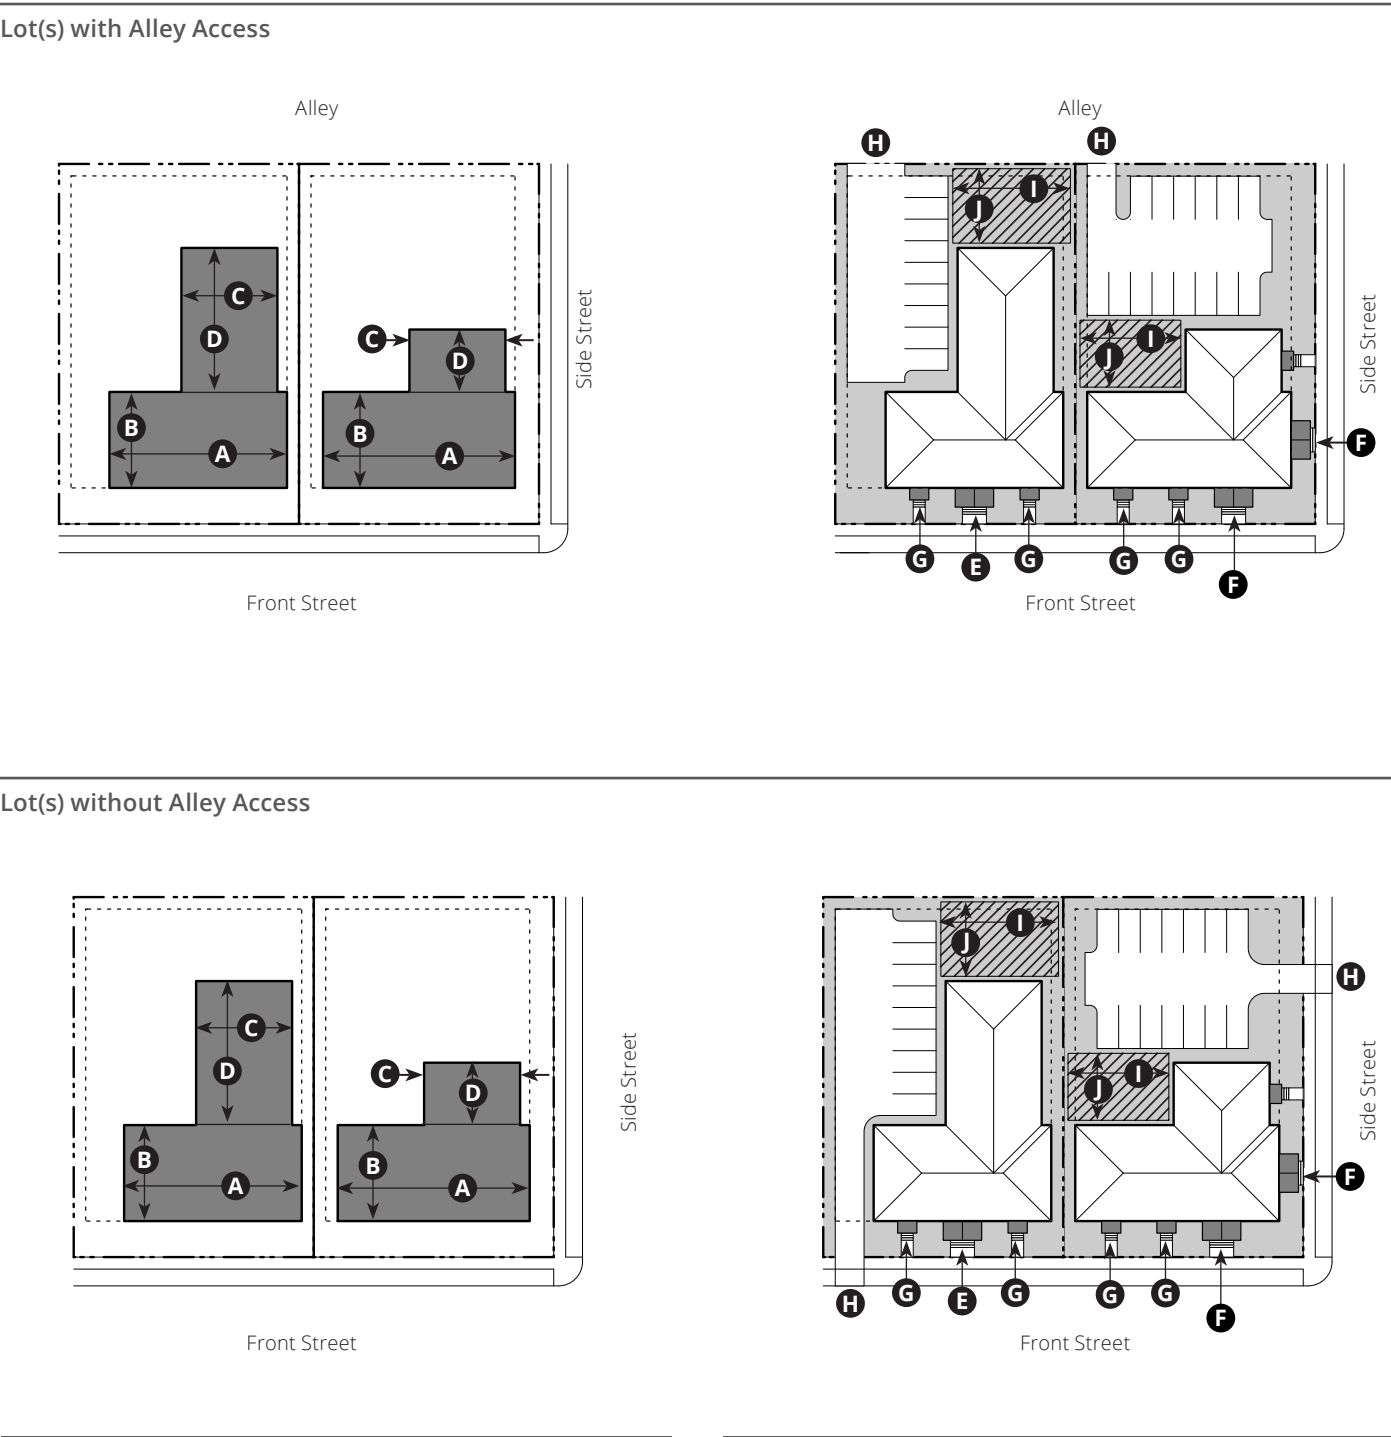 Lot(s) with Alley Access
Alley
C
D
B
A
C
D
B
A
Side Street
Front Street
Alley
H
H
I
J
I
J
Side Street
F
G
E
G
G
G
F
Front Street
Lot(s) without Alley Access
C
D
B
A
C
D
B
A
Side Street
Front Street
I
J
H
I
J
Side Street
F
H
G
E
G
G
G
F
Front Street